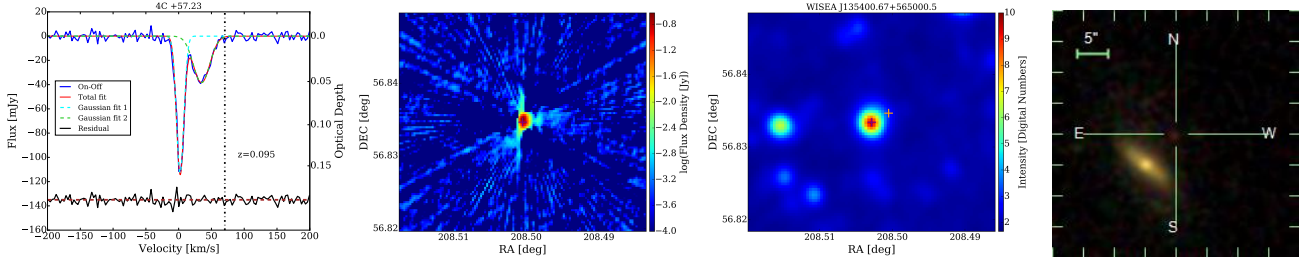 4C +57.23
Flux [mJy]
20
0
−20
−40
−60
−80
−100
−120
−140
−160
On-Off
Total fit
Gaussian fit 1
Gaussian fit 2
Residual
z=0.095
0.0
−0.05
−0.1
−0.15
Optical Depth
−200 −150 −100 −50 0 50 100 150 200
Velocity [km/s]
DEC [deg]
56.84
56.83
56.82
208.51 208.50 208.49
RA [deg]
−0.8
−1.2
−1.6
−2.0
−2.4
−2.8
−3.2
−3.6
−4.0
log(Flux Density [Jy])
WISEA J135400.67+565000.5
DEC [deg]
56.84
56.83
56.82
208.51 208.50 208.49
RA [deg]
10
9
8
7
6
5
4
3
2
Intensity [Digital Numbers]
5"
N
E
W
S